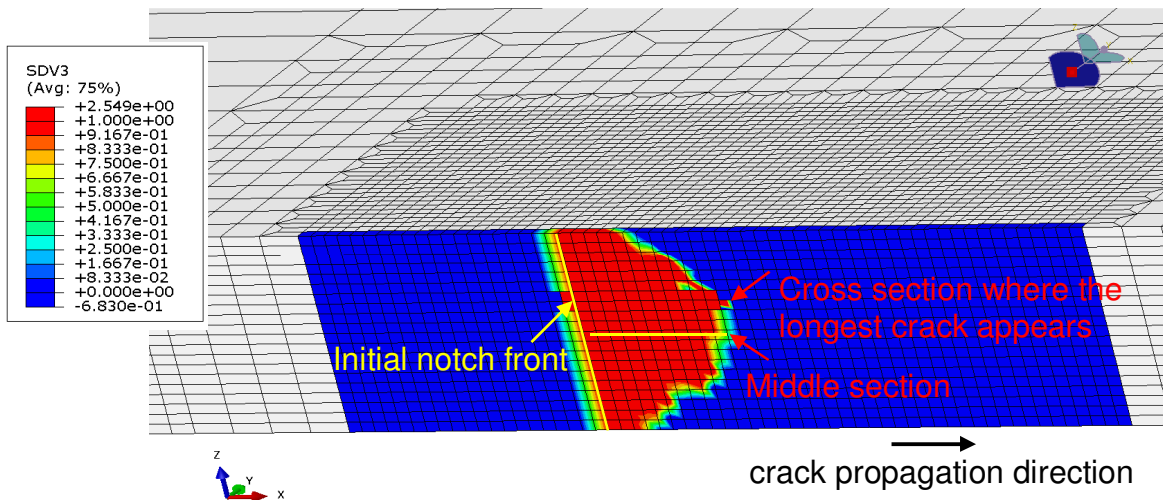 SDV3
(Avg: 75%)
+2.549e+00
+1.000e+00
+9.167e-01
+8.333e-01
+7.500e-01
+6.667e-01
+5.833e-01
+5.000e-01
+4.167e-01
+3.333e-01
+2.500e-01
+1.667e-01
+8.333e-02
+0.000e+00
-6.830e-01
Cross section where the
longest crack appears
Initial notch front
Middle section
crack propagation direction
Z
Y
X